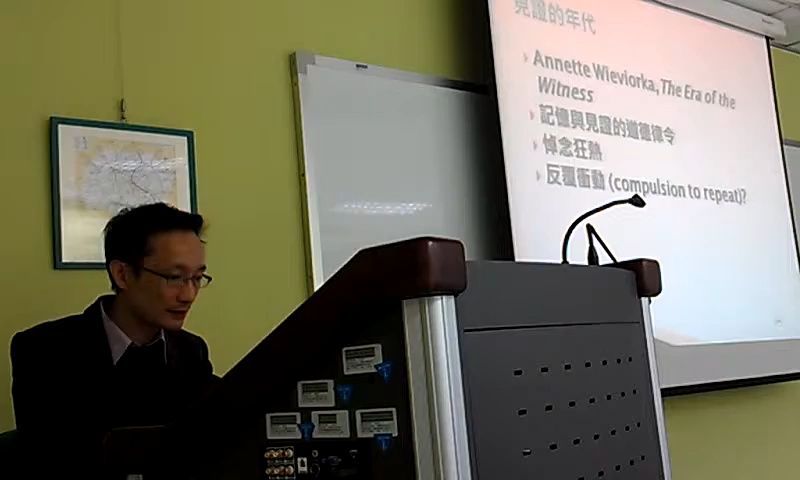 見證的年代
Annette Wieviorka, The Era of the
Witness
記憶與見證的道德律令
悼念狂熱
反覆衝動 (compulsion to repeat)?